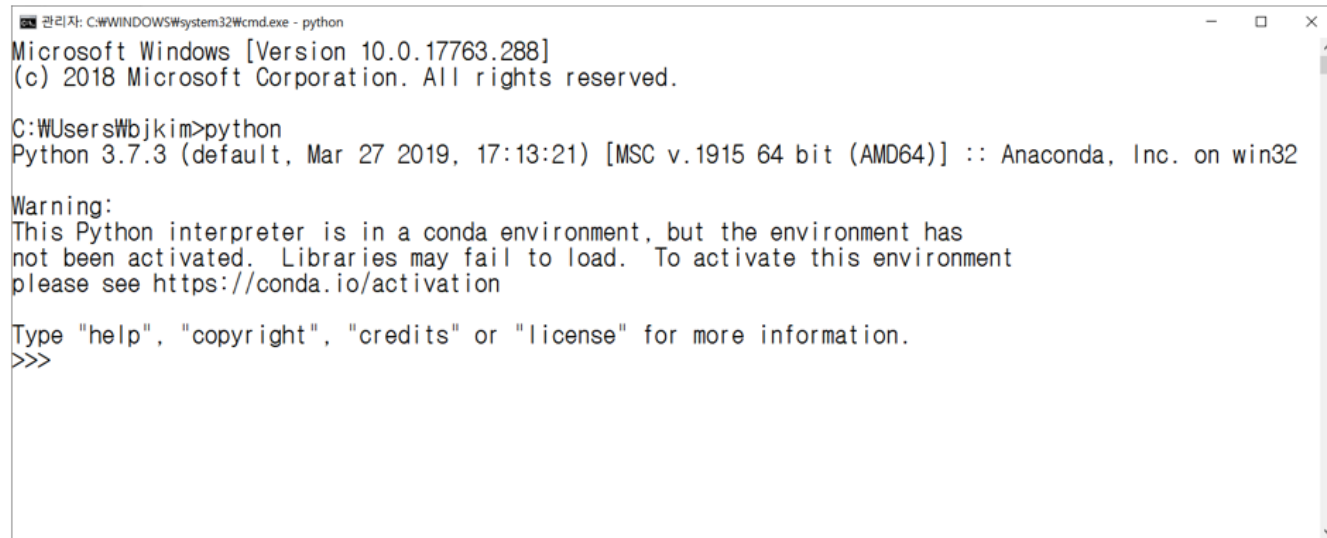 관리자: C:₩WINDOWS₩system32₩cmd.exe - python
Microsoft Windows [Version 10.0.17763.288]
(c) 2018 Microsoft Corporation. All rights reserved.
C:₩Users₩bjkim>python
Python 3.7.3 (default, Mar 27 2019, 17:13:21) [MSC v.1915 64 bit (AMD64)] :: Anaconda, Inc. on win32
Warning:
This Python interpreter is in a conda environment, but the environment has
not been activated.  Libraries may fail to load.  To activate this environment
please see https://conda.io/activation
Type "help", "copyright", "credits" or "license" for more information.
>>>